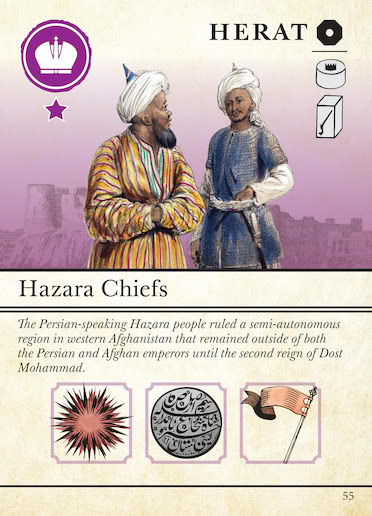 HERAT
Hazara Chiefs
The Persian-speaking Hazara people ruled a semi-autonomous
region in western Afghanistan that remained outside of both
the Persian and Afghan emperors until the second reign of Dost
Mohammad.
55